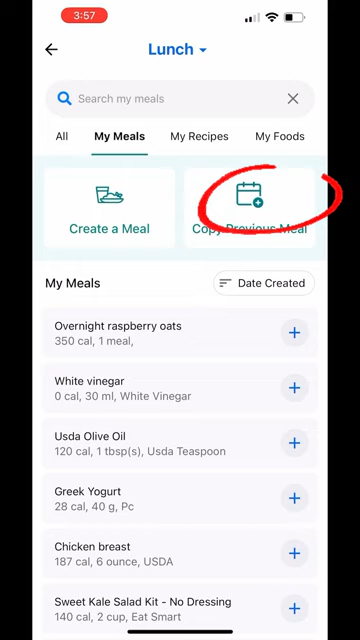 3:57
Lunch
Search my meals
All My Meals My Recipes My Foods
Create a Meal Copy Previous Meal
My Meals Date Created
Overnight raspberry oats
350 cal, 1 meal,
White vinegar
0 cal, 30 ml, White Vinegar
Usda Olive Oil
120 cal, 1 tbsp(s), Usda Teaspoon
Greek Yogurt
28 cal, 40 g, Pc
Chicken breast
187 cal, 6 ounce, USDA
Sweet Kale Salad Kit - No Dressing
140 cal, 2 cup, Eat Smart